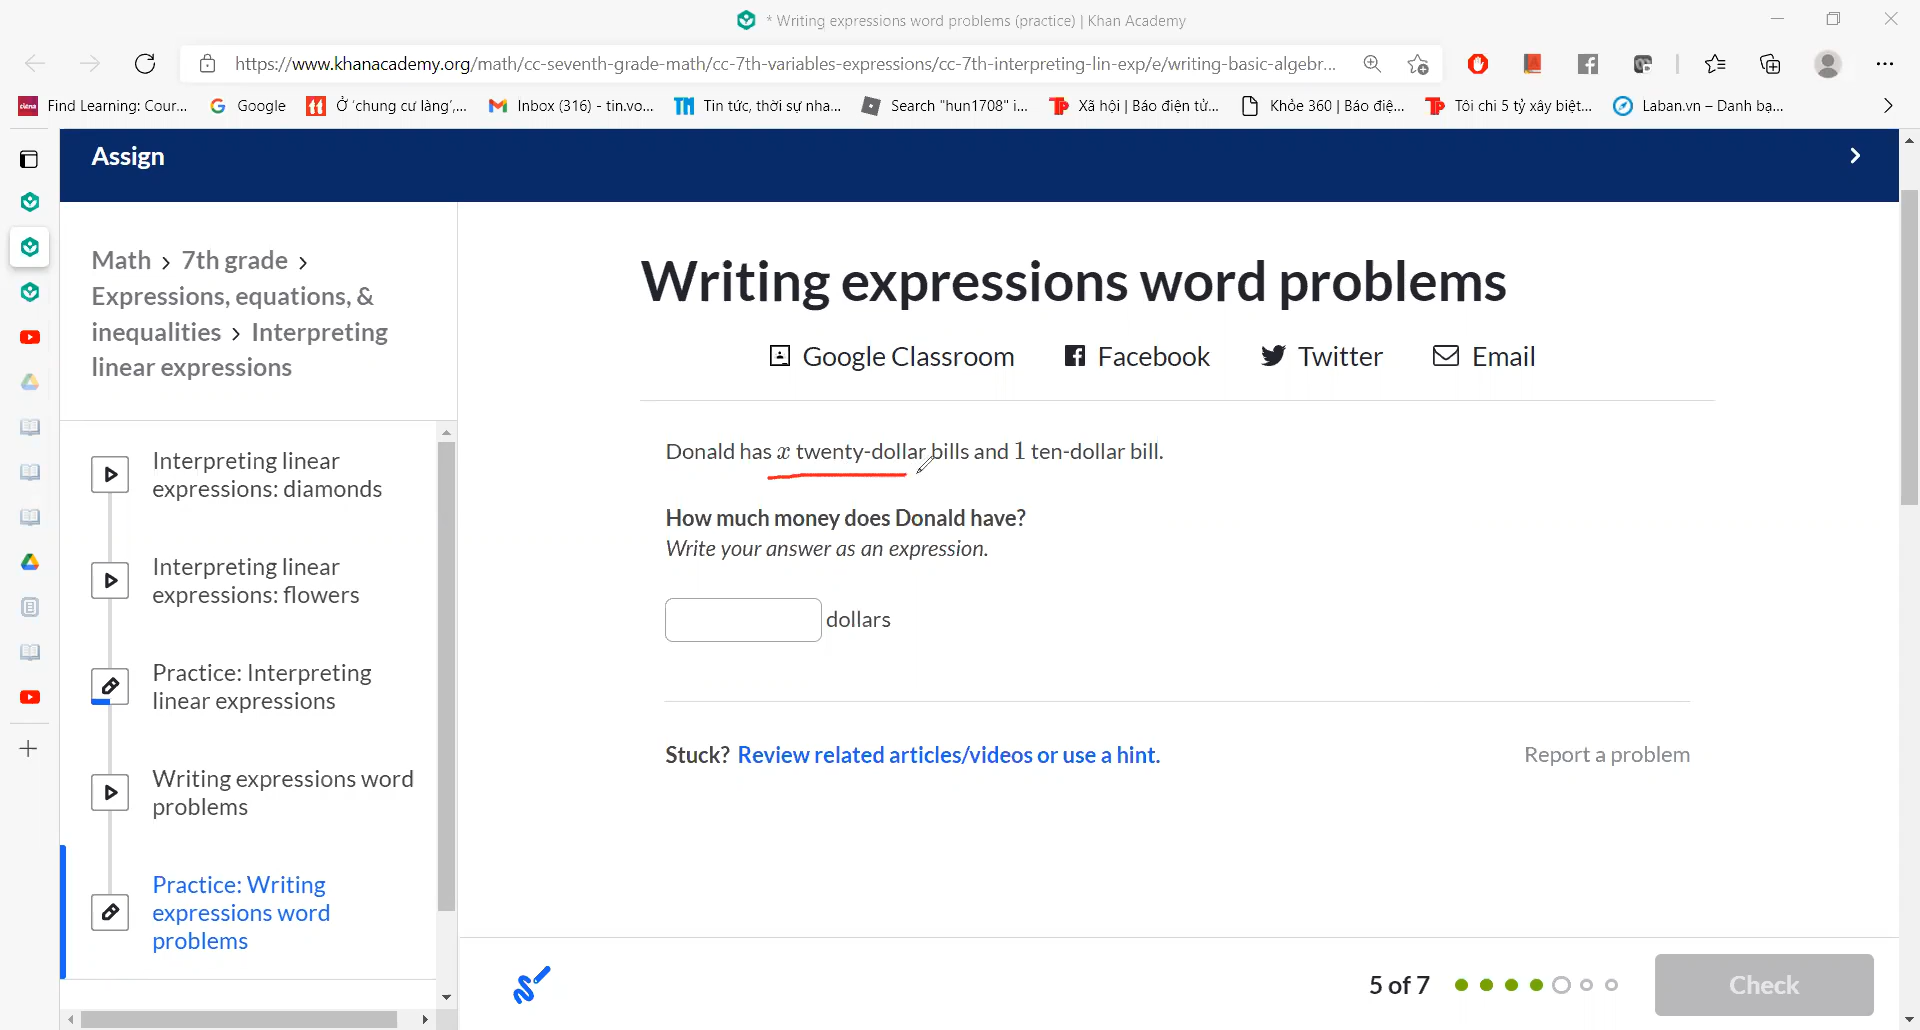 * Writing expressions word problems (practice) | Khan Academy
https://www.khanacademy.org/math/cc-seventh-grade-math/cc-7th-variables-expressions/cc-7th-interpreting-lin-exp/e/writing-basic-algebr...
Find Learning: Cour...
Google
Ở 'chung cư làng',...
Inbox (316) - tin.vo...
Tin tức, thời sự nha...
Search "hun1708" i...
Xã hội | Báo điện tử...
Khỏe 360 | Báo điệ...
Tôi chi 5 tỷ xây biệt...
Laban.vn – Danh bạ...
Assign
Math > 7th grade >
Expressions, equations, &
inequalities > Interpreting
linear expressions
Interpreting linear
expressions: diamonds
Interpreting linear
expressions: flowers
Practice: Interpreting
linear expressions
Writing expressions word
problems
Practice: Writing
expressions word
problems
Writing expressions word problems
Google Classroom
Facebook
Twitter
Email
Donald has x twenty-dollar bills and 1 ten-dollar bill.
How much money does Donald have?
Write your answer as an expression.
dollars
Stuck? Review related articles/videos or use a hint.
Report a problem
5 of 7
Check